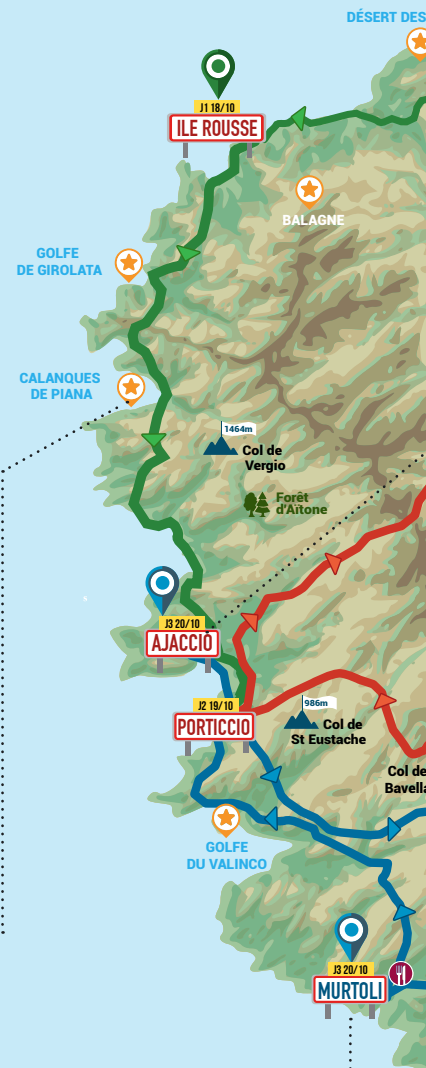 DÉSERT DES
J1 18/10
ILE ROUSSE
BALAGNE
GOLFE
DE GIROLATA
CALANQUES
DE PIANA
1464m
Col de
Vergio
Forêt
d'Aïtone
J3 20/10
AJACCIO
J2 19/10
PORTICCIO
986m
Col de
St Eustache
Col de
Bavella
GOLFE
DU VALINCO
J3 20/10
MURTOLI